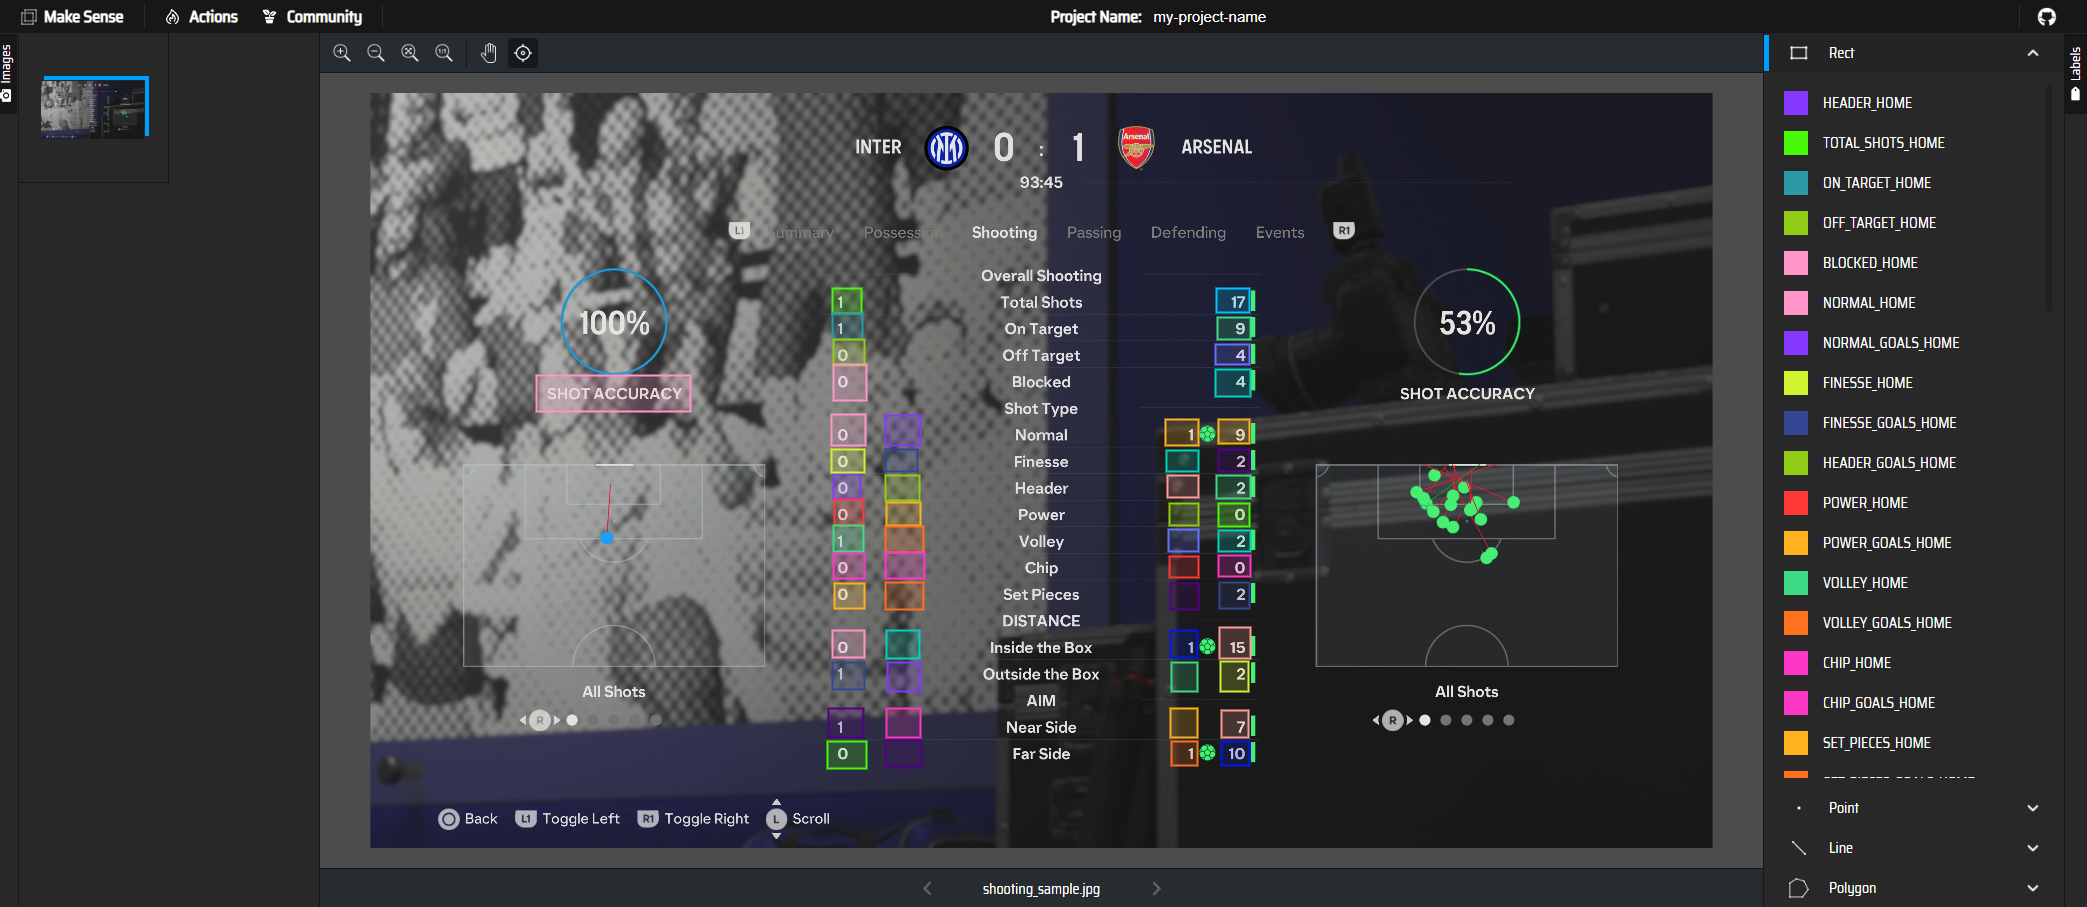 Make Sense
Actions
Community
Project Name: my-project-name
Images
Labels
INTER 0 : 1 ARSENAL
Arsenal
93:45
L1 Summary Possession Shooting Passing Defending Events R1
Overall Shooting
1 Total Shots 17
1 On Target 9
0 Off Target 4
0 Blocked 4
Shot Type
0 Normal 1 9
0 Finesse 2
0 Header 2
0 Power 0
1 Volley 2
0 Chip 0
0 Set Pieces 2
DISTANCE
0 Inside the Box 1 15
1 Outside the Box 2
AIM
1 Near Side 7
0 Far Side 1 10
100%
SHOT ACCURACY
All Shots
R
53%
SHOT ACCURACY
All Shots
R
Back L1 Toggle Left R1 Toggle Right L Scroll
shooting_sample.jpg
Rect
HEADER_HOME
TOTAL_SHOTS_HOME
ON_TARGET_HOME
OFF_TARGET_HOME
BLOCKED_HOME
NORMAL_HOME
NORMAL_GOALS_HOME
FINESSE_HOME
FINESSE_GOALS_HOME
HEADER_GOALS_HOME
POWER_HOME
POWER_GOALS_HOME
VOLLEY_HOME
VOLLEY_GOALS_HOME
CHIP_HOME
CHIP_GOALS_HOME
SET_PIECES_HOME
Point
Line
Polygon